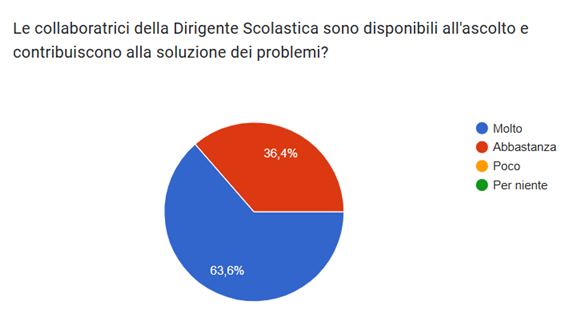 Le collaboratrici della Dirigente Scolastica sono disponibili all'ascolto e
contribuiscono alla soluzione dei problemi?
36,4%
63,6%
Molto
Abbastanza
Poco
Per niente